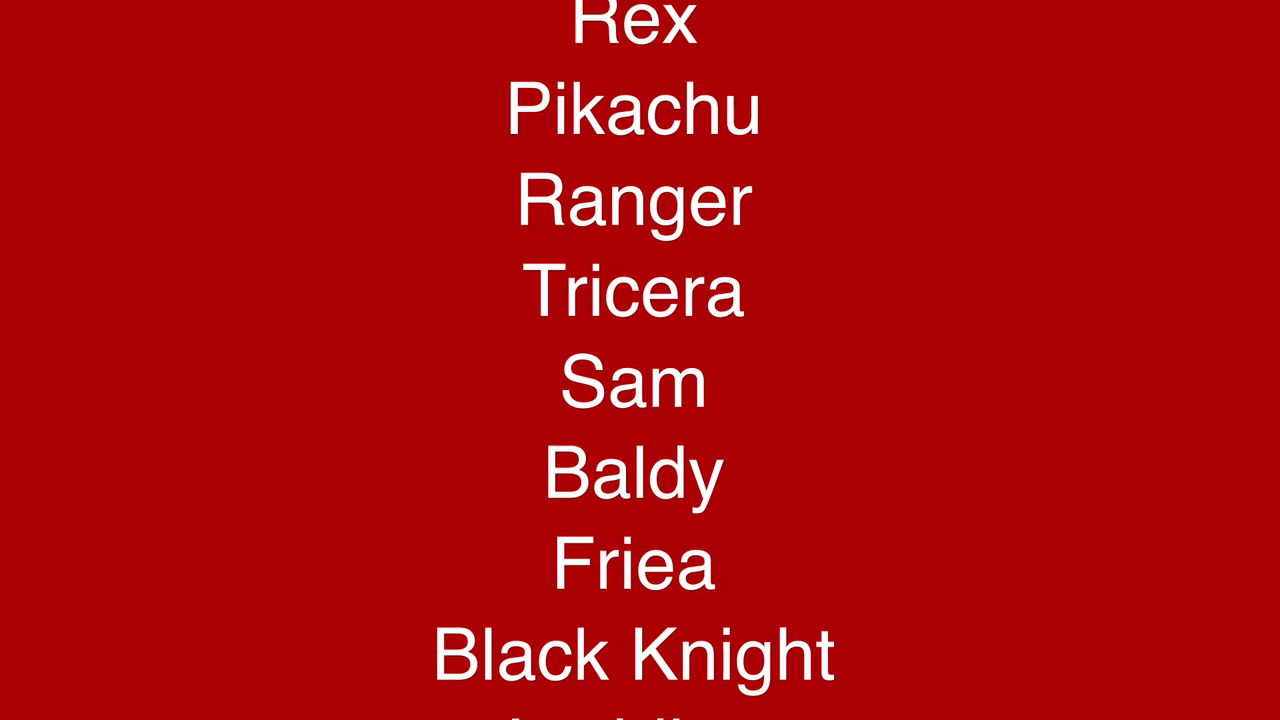 Rex
Pikachu
Ranger
Tricera
Sam
Baldy
Friea
Black Knight